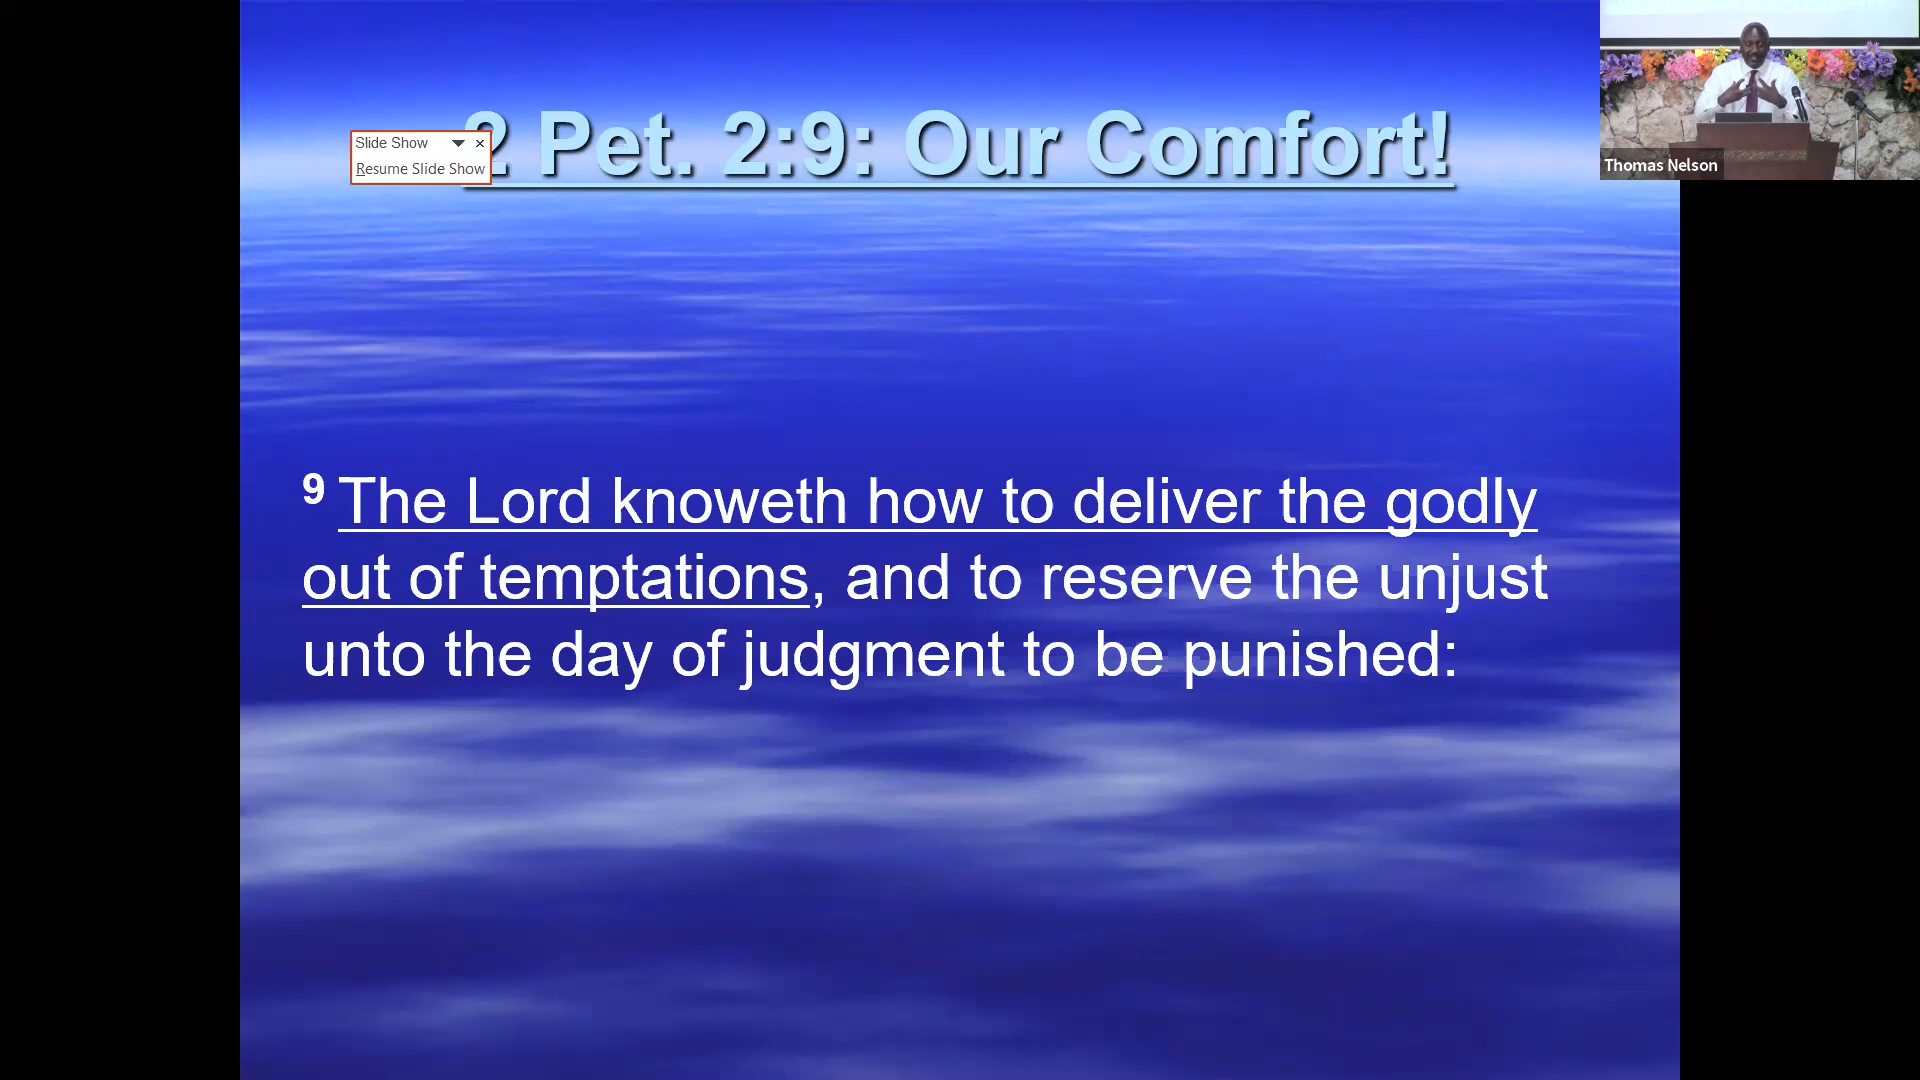 2 Pet. 2:9: Our Comfort!
Slide Show
Resume Slide Show
Thomas Nelson
9 The Lord knoweth how to deliver the godly
out of temptations, and to reserve the unjust
unto the day of judgment to be punished: